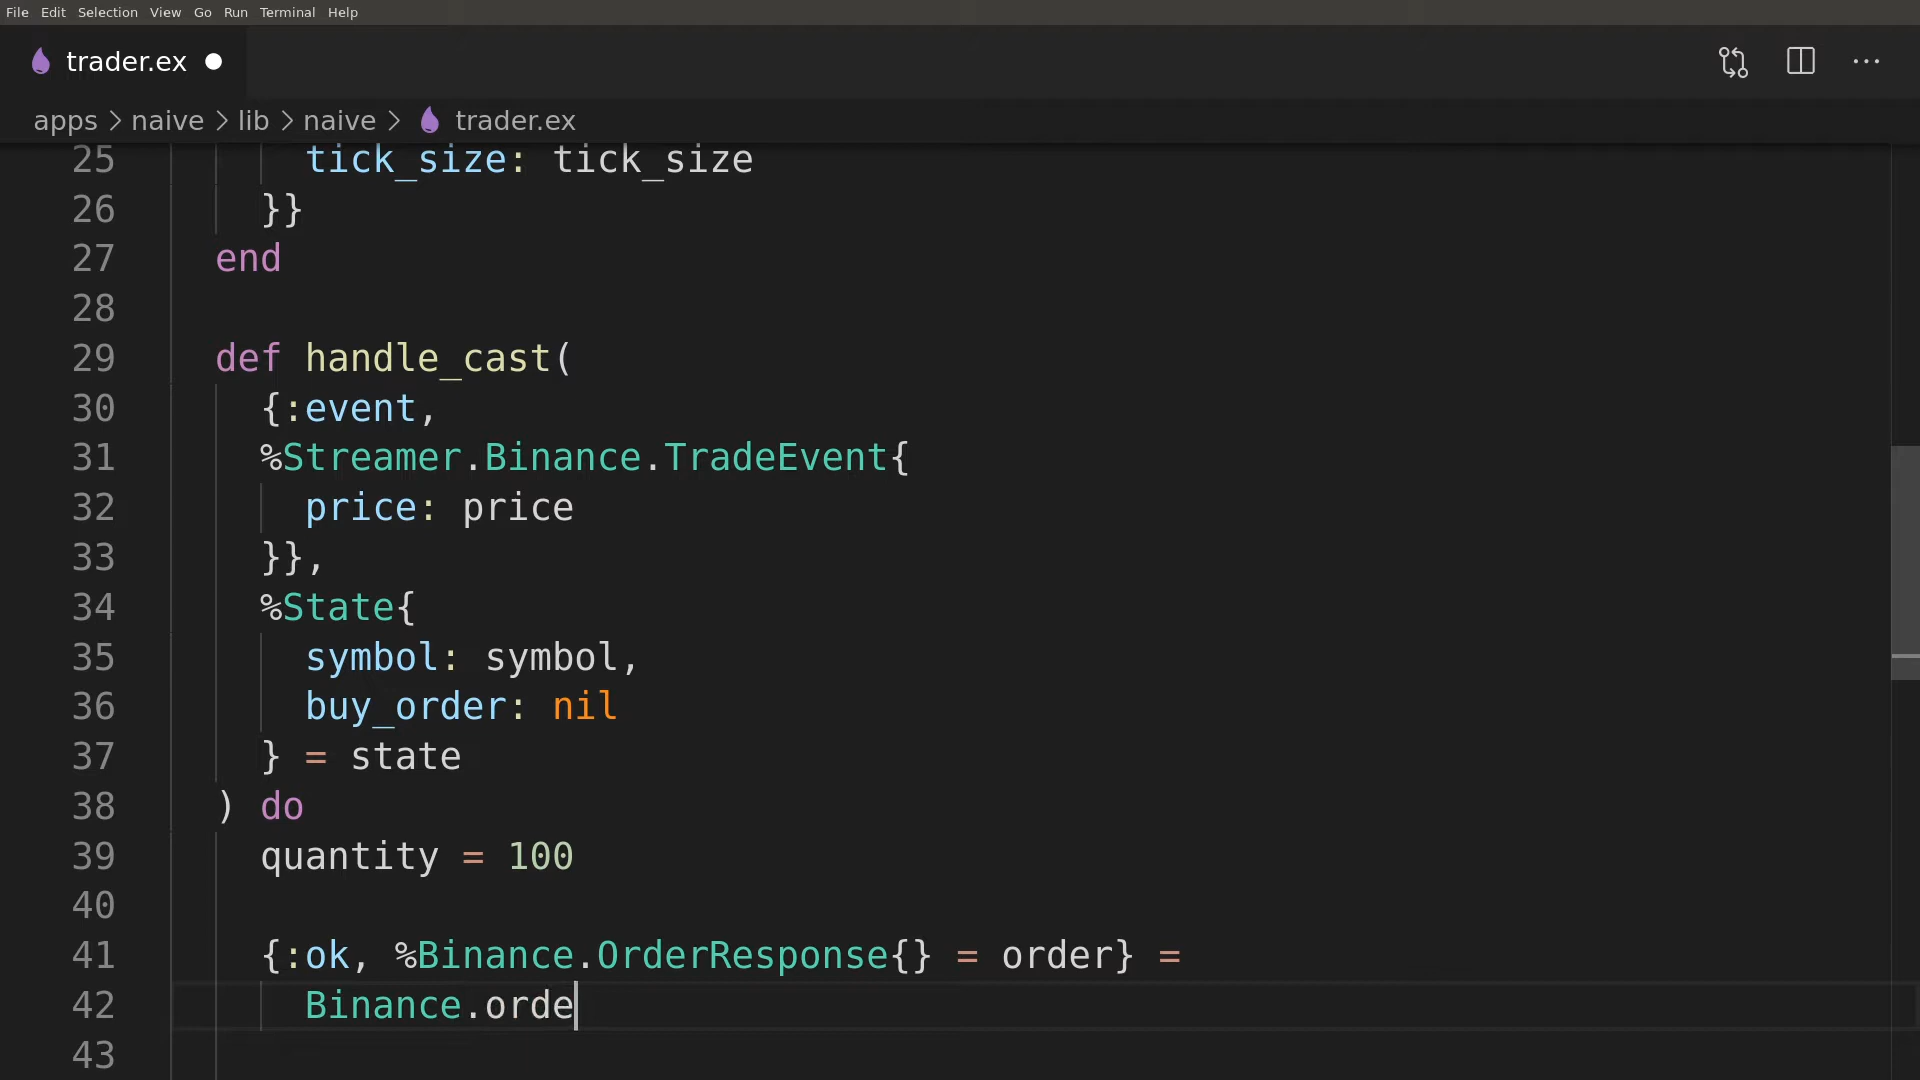 File Edit Selection View Go Run Terminal Help
trader.ex
apps > naive > lib > naive > trader.ex
25 tick_size: tick_size
26 }}
27 end
28
29 def handle_cast(
30 {:event,
31 %Streamer.Binance.TradeEvent{
32 price: price
33 }},
34 %State{
35 symbol: symbol,
36 buy_order: nil
37 } = state
38 ) do
39 quantity = 100
40
41 {:ok, %Binance.OrderResponse{} = order} =
42 Binance.orde
43